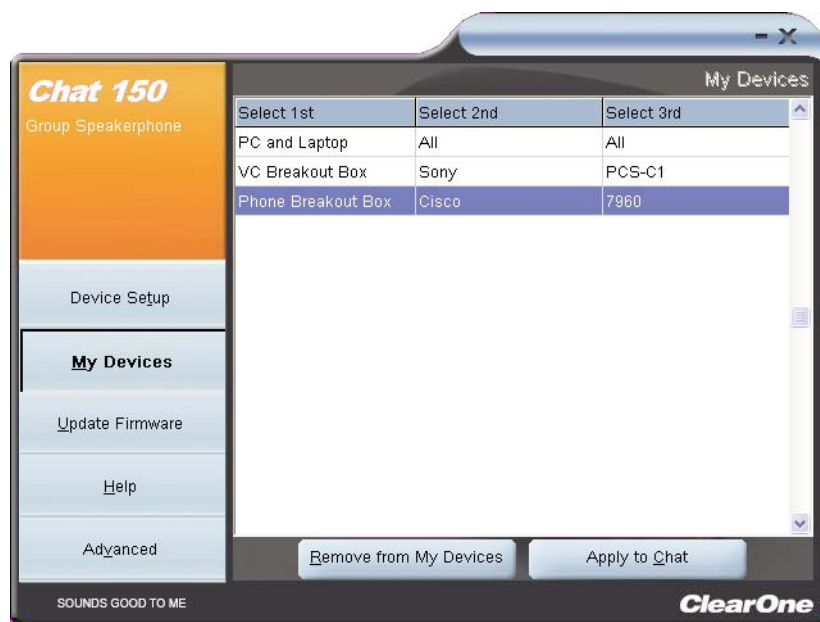 Chat 150
Group Speakerphone
My Devices
Select 1st Select 2nd Select 3rd
PC and Laptop All All
VC Breakout Box Sony PCS-C1
Phone Breakout Box Cisco 7960
Device Setup
My Devices
Update Firmware
Help
Advanced
Remove from My Devices Apply to Chat
SOUNDS GOOD TO ME ClearOne